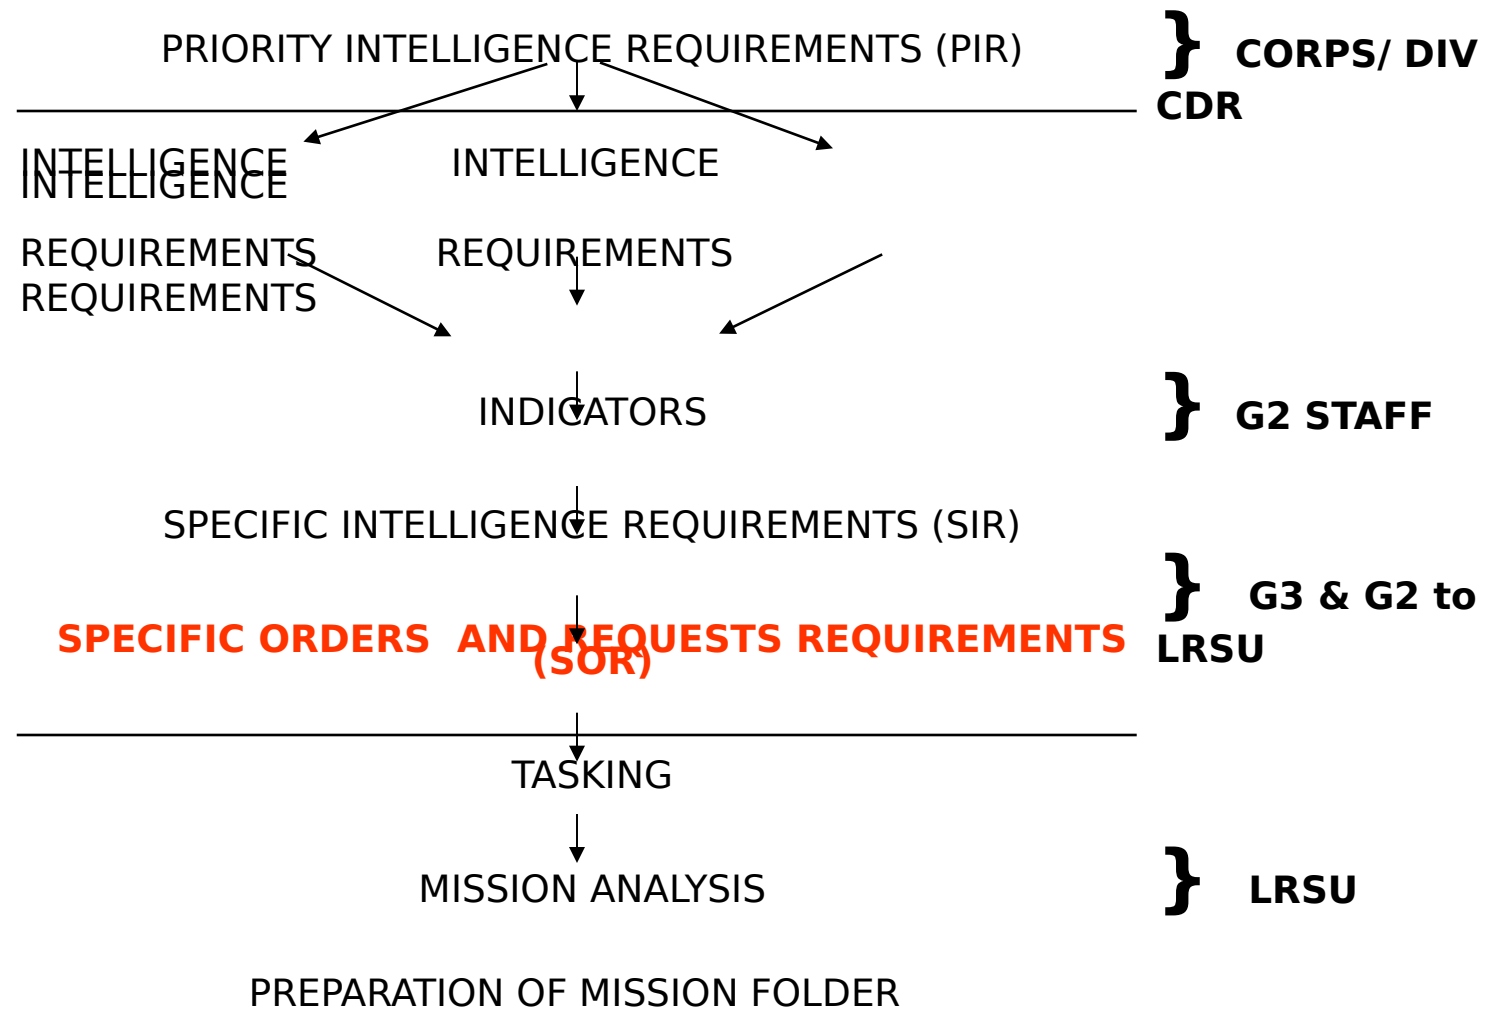 PRIORITY INTELLIGENCE REQUIREMENTS (PIR)
} CORPS/ DIV
CDR
INTELLIGENCE INTELLIGENCE
INTELLIGENCE
REQUIREMENTS REQUIREMENTS
REQUIREMENTS
INDICATORS
} G2 STAFF
SPECIFIC INTELLIGENCE REQUIREMENTS (SIR)
} G3 & G2 to
LRSU
SPECIFIC ORDERS AND REQUESTS REQUIREMENTS
(SOR)
TASKING
MISSION ANALYSIS
} LRSU
PREPARATION OF MISSION FOLDER